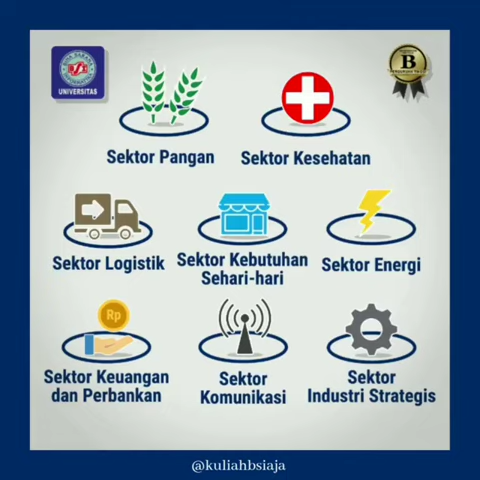 UNIVERSITAS
B
Sektor Pangan
Sektor Kesehatan
Sektor Logistik
Sektor Kebutuhan
Sehari-hari
Sektor Energi
Rp
Sektor Keuangan
dan Perbankan
Sektor
Komunikasi
Sektor
Industri Strategis
@kuliahbsiaja